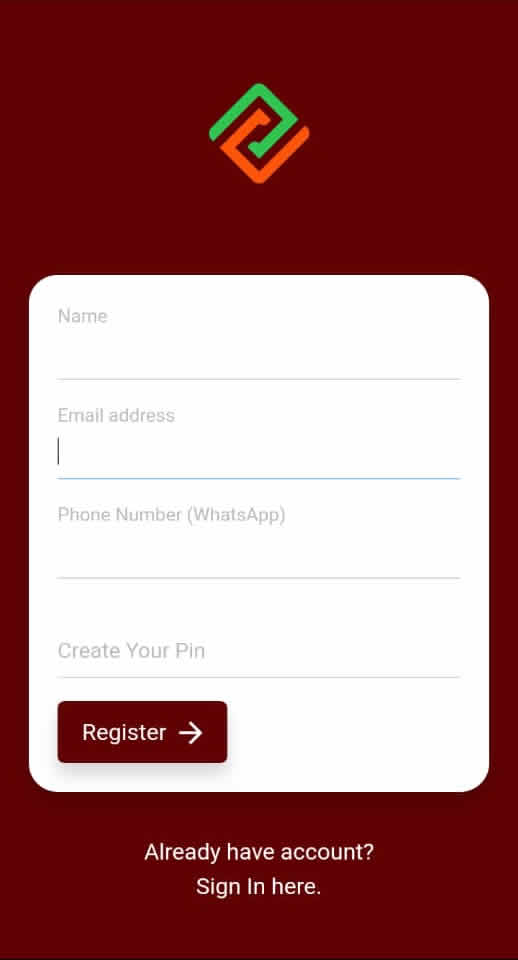 Name
Email address
Phone Number (WhatsApp)
Create Your Pin
Register
Already have account?
Sign In here.